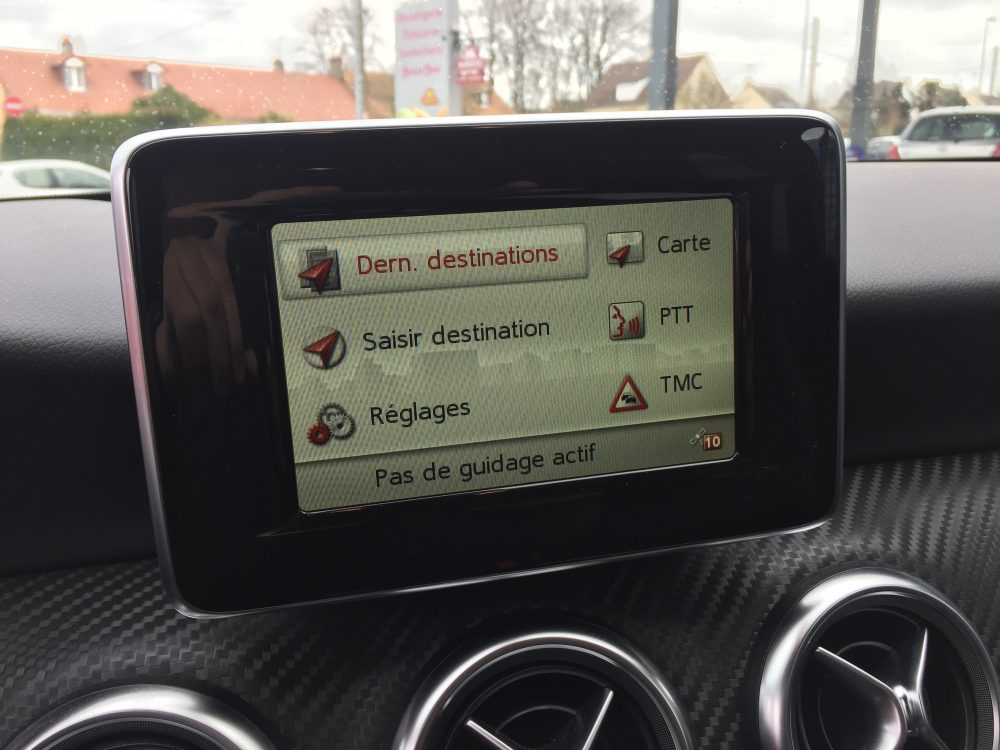 Dern. destinations
Saisir destination
Réglages
Carte
PTT
TMC
Pas de guidage actif
10